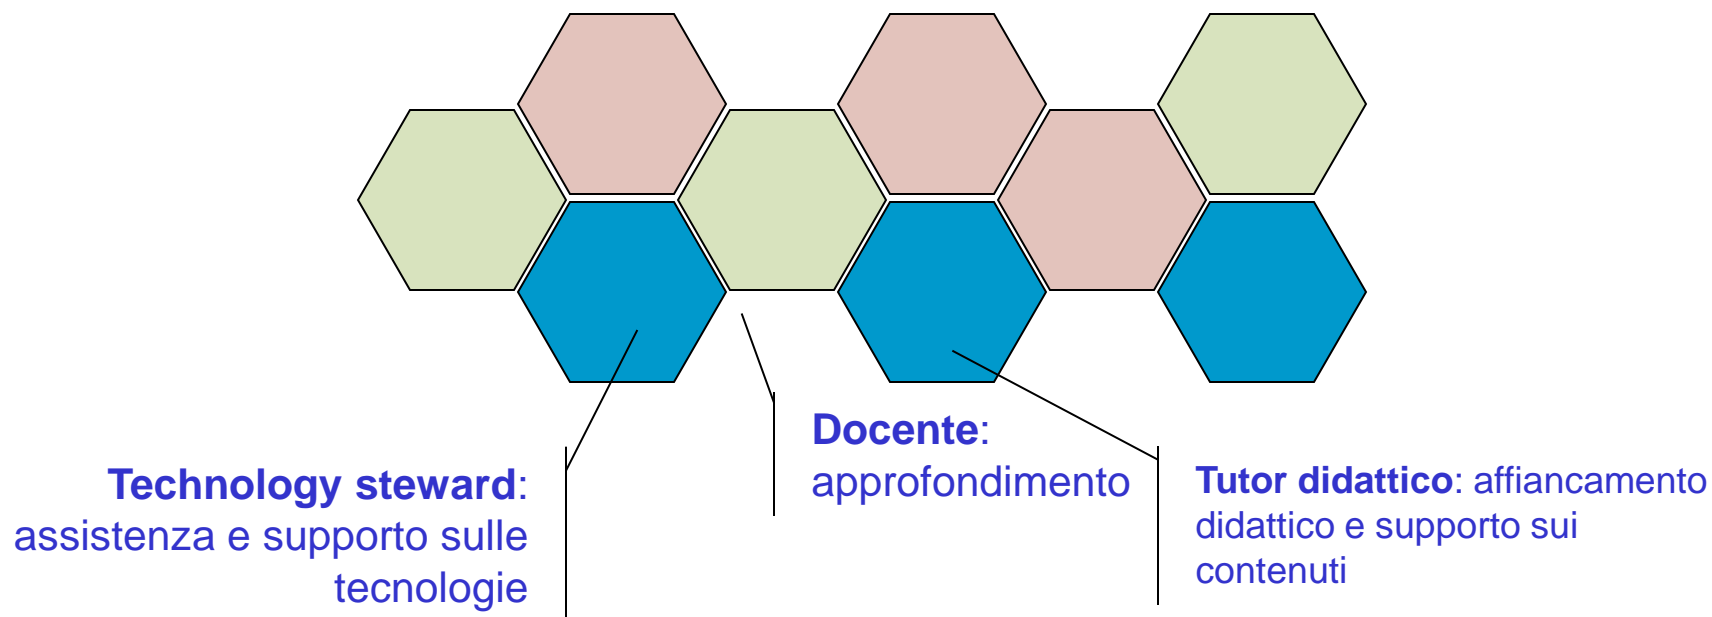 Technology steward:
assistenza e supporto sulle
tecnologie
Docente:
approfondimento
Tutor didattico: affiancamento
didattico e supporto sui
contenuti